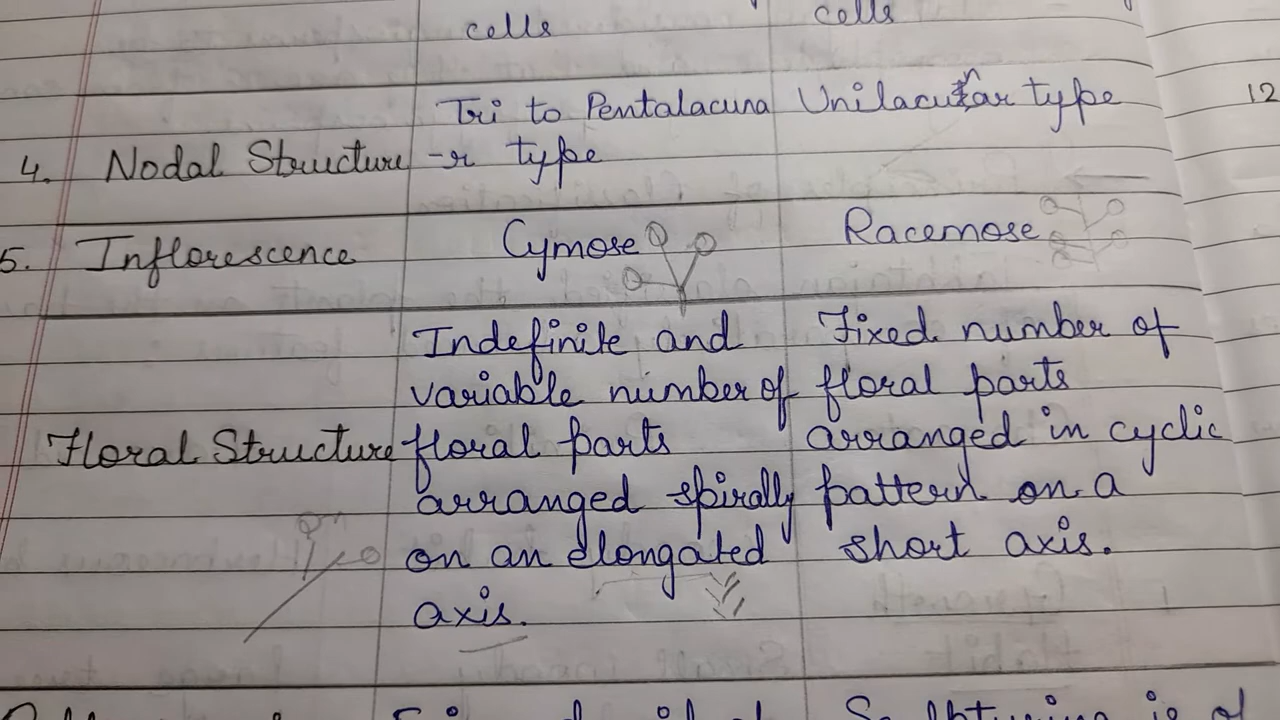 cells cells
Tri to Pentalacuna Unilacunar type 12
4. Nodal Structure -r type
5. Inflorescence Cymose Racemose
Indefinite and Fixed number of
variable number of floral parts
Floral Structure floral parts arranged in cyclic
arranged spirally pattern on a
on an elongated short axis.
axis.